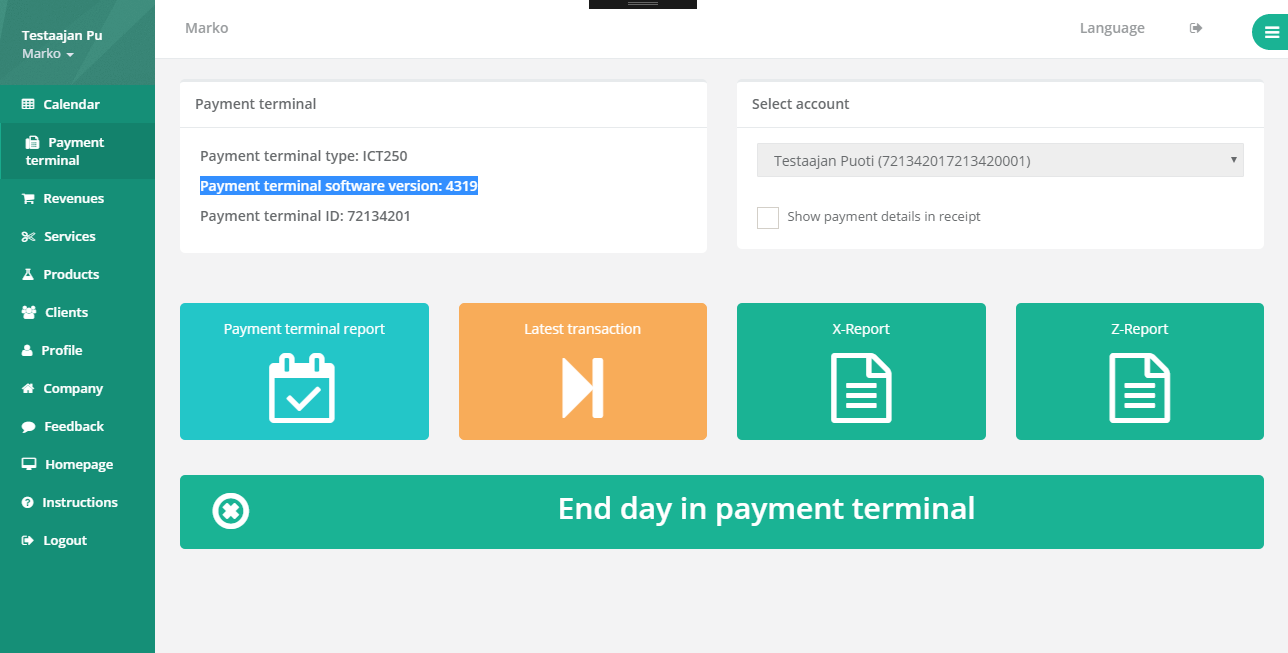 Testaajan Pu
Marko
Calendar
Payment
terminal
Revenues
Services
Products
Clients
Profile
Company
Feedback
Homepage
Instructions
Logout
Marko
Language
Payment terminal
Payment terminal type: ICT250
Payment terminal software version: 4319
Payment terminal ID: 72134201
Select account
Testaajan Puoti (721342017213420001)
Show payment details in receipt
Payment terminal report
Latest transaction
X-Report
Z-Report
End day in payment terminal